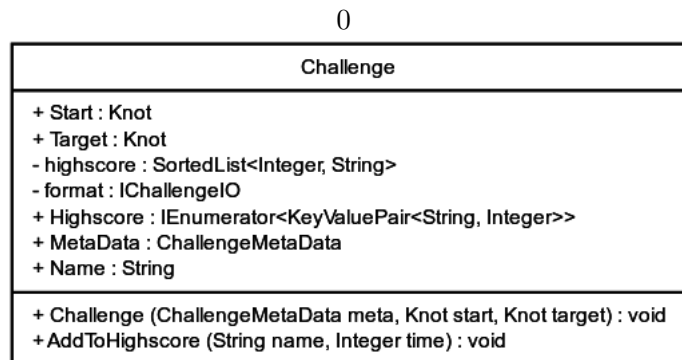 0
Challenge
+ Start : Knot
+ Target : Knot
- highscore : SortedList<Integer, String>
- format : IChallengeIO
+ Highscore : IEnumerator<KeyValuePair<String, Integer>>
+ MetaData : ChallengeMetaData
+ Name : String
+ Challenge (ChallengeMetaData meta, Knot start, Knot target) : void
+AddToHighscore (String name, Integer time) : void